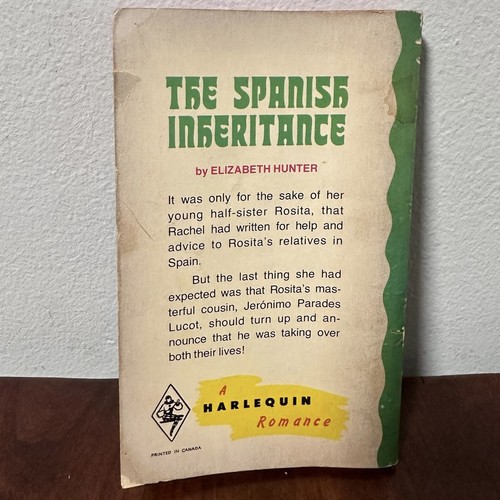 THE SPANISH
INHERITANCE
by ELIZABETH HUNTER
It was only for the sake of her
young half-sister Rosita, that
Rachel had written for help and
advice to Rosita's relatives in
Spain.
But the last thing she had
expected was that Rosita's mas-
terful cousin, Jerónimo Parades
Lucot, should turn up and an-
nounce that he was taking over
both their lives!
A
HARLEQUIN
Romance
PRINTED IN CANADA